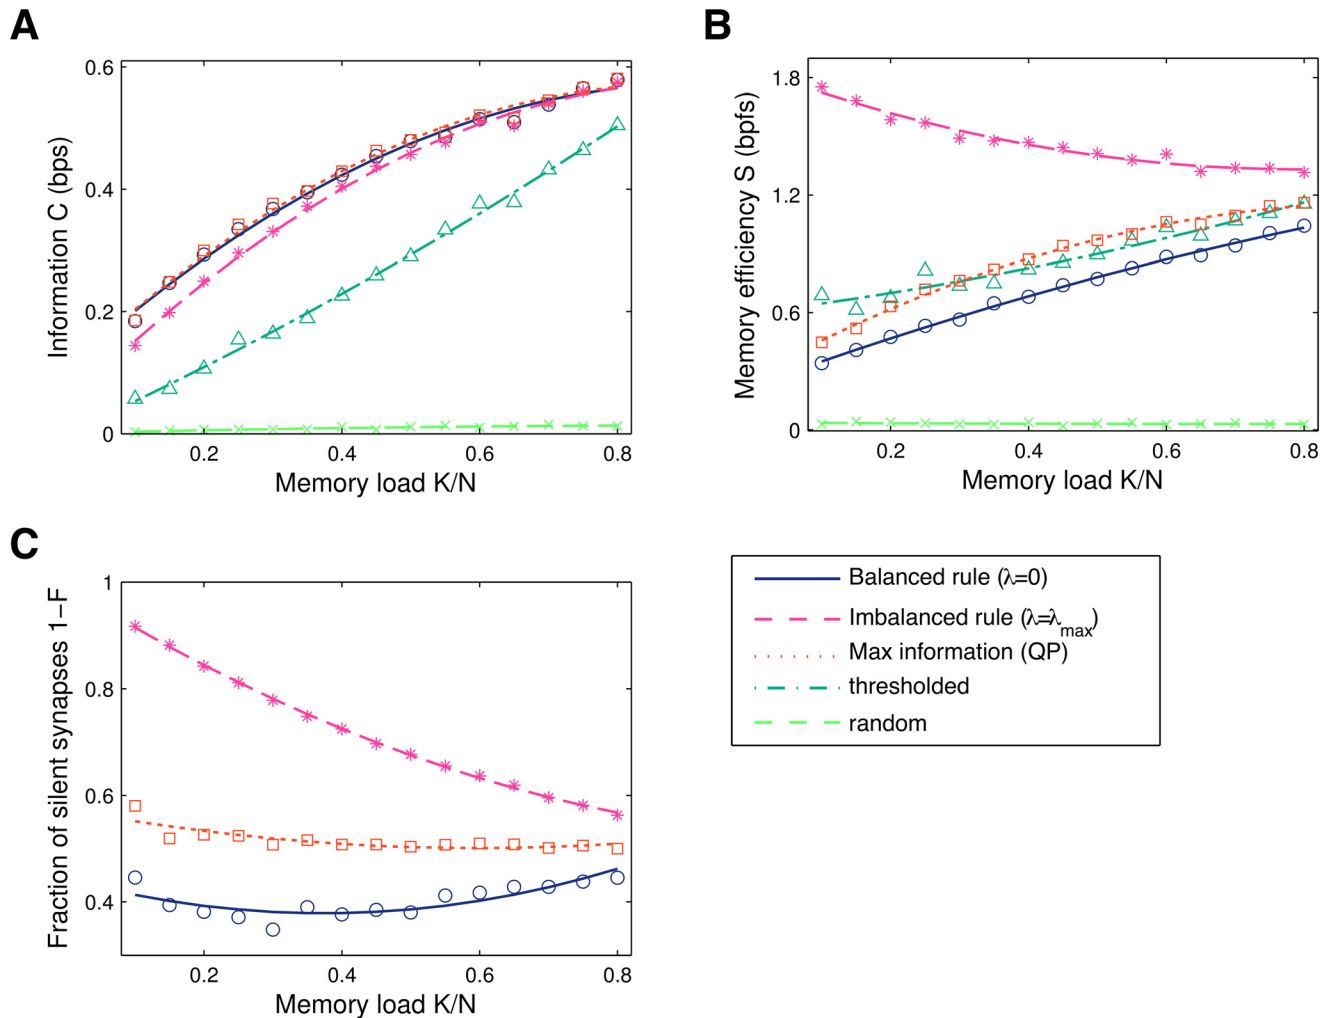 A
Information C (bps)
0.6
0.4
0.2
0
0.2 0.4 0.6 0.8
Memory load K/N
B
Memory efficiency S (bpfs)
1.8
1.2
0.6
0
0.2 0.4 0.6 0.8
Memory load K/N
C
Fraction of silent synapses 1−F
1
0.8
0.6
0.4
0.2 0.4 0.6 0.8
Memory load K/N
Balanced rule (λ=0)
Imbalanced rule (λ=λmax)
Max information (QP)
thresholded
random